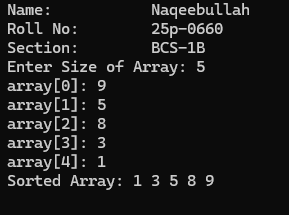 Name: Naqeebullah
Roll No: 25p-0660
Section: BCS-1B
Enter Size of Array: 5
array[0]: 9
array[1]: 5
array[2]: 8
array[3]: 3
array[4]: 1
Sorted Array: 1 3 5 8 9